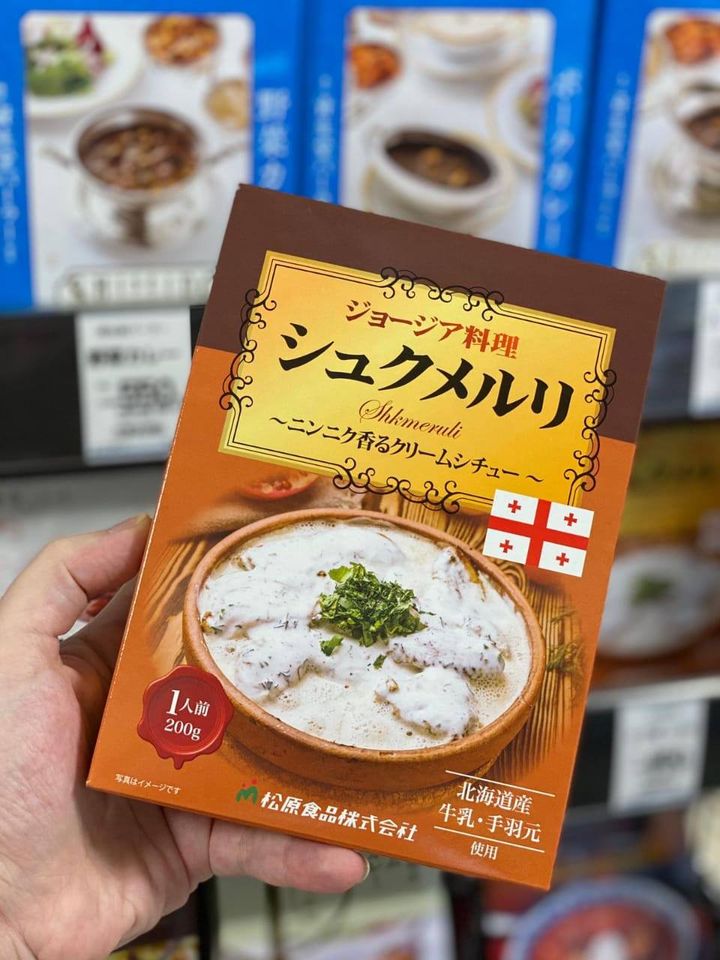 ジョージア料理
シュクメルリ
Shkmeruli
〜ニンニク香るクリームシチュー〜
1人前
200g
写真はイメージです
松原食品株式会社
北海道産
牛乳・手羽元
使用